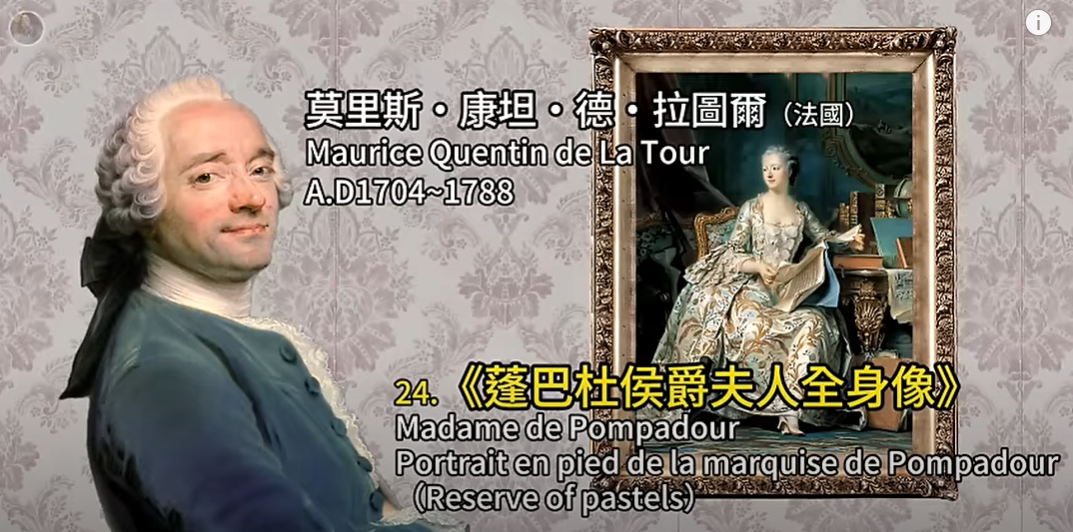 莫里斯·康坦·德·拉圖爾（法國）
Maurice Quentin de La Tour
A.D1704~1788
24.《蓬巴杜侯爵夫人全身像》
Madame de Pompadour
Portrait en pied de la marquise de Pompadour
（Reserve of pastels）